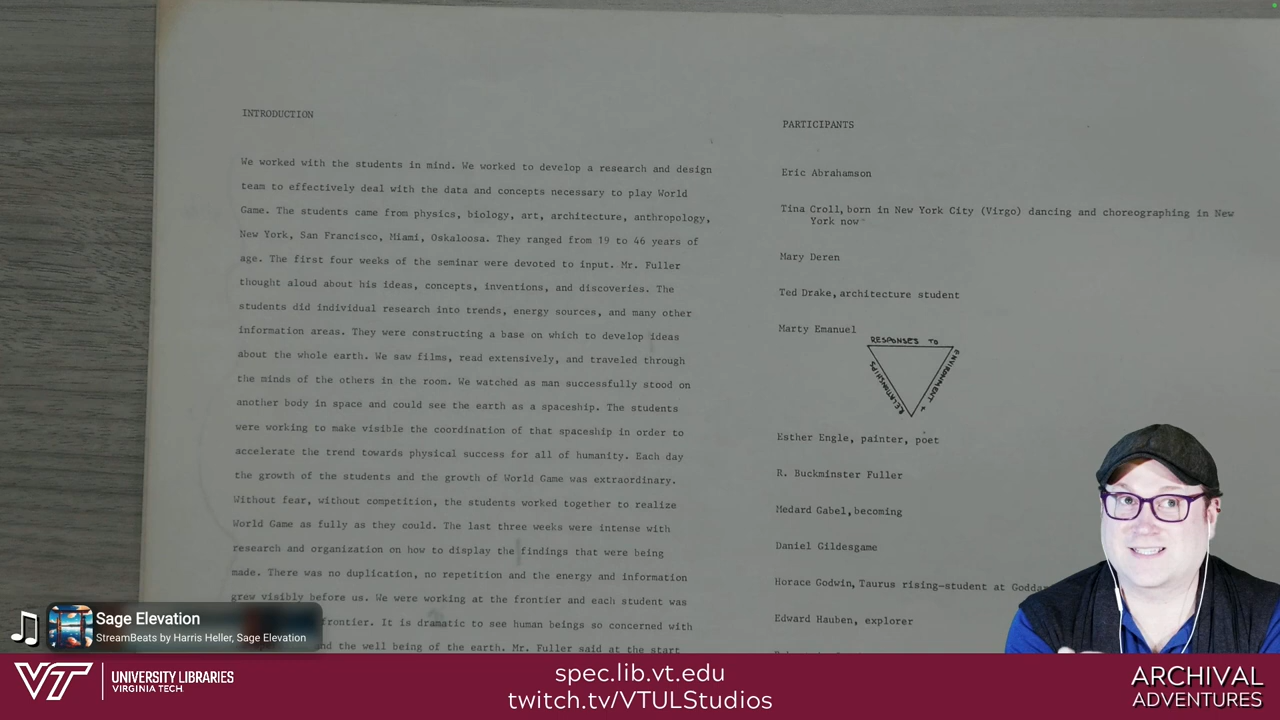 INTRODUCTION
We worked with the students in mind. We worked to develop a research and design
team to effectively deal with the data and concepts necessary to play World
Game. The students came from physics, biology, art, architecture, anthropology,
New York, San Francisco, Miami, Oskaloosa. They ranged from 19 to 46 years of
age. The first four weeks of the seminar were devoted to input. Mr. Fuller
thought aloud about his ideas, concepts, inventions, and discoveries. The
students did individual research into trends, energy sources, and many other
information areas. They were constructing a base on which to develop ideas
about the whole earth. We saw films, read extensively, and traveled through
the minds of the others in the room. We watched as man successfully stood on
another body in space and could see the earth as a spaceship. The students
were working to make visible the coordination of that spaceship in order to
accelerate the trend towards physical success for all of humanity. Each day
the growth of the students and the growth of World Game was extraordinary.
Without fear, without competition, the students worked together to realize
World Game as fully as they could. The last three weeks were intense with
research and organization on how to display the findings that were being
made. There was no duplication, no repetition and the energy and information
grew visibly before us. We were working at the frontier and each student was
frontier. It is dramatic to see human beings so concerned with
and the well being of the earth. Mr. Fuller said at the start
PARTICIPANTS
Eric Abrahamson
Tina Croll, born in New York City (Virgo) dancing and choreographing in New
York now
Mary Deren
Ted Drake, architecture student
Marty Emanuel
RESPONSES TO
ENVIRONMENT +
RELATIONSHIPS
Esther Engle, painter, poet
R. Buckminster Fuller
Medard Gabel, becoming
Daniel Gildesgame
Horace Godwin, Taurus rising—student at Goddar
Edward Hauben, explorer
Sage Elevation
StreamBeats by Harris Heller, Sage Elevation
VT
UNIVERSITY LIBRARIES
VIRGINIA TECH
spec.lib.vt.edu
twitch.tv/VTULStudios
ARCHIVAL
ADVENTURES